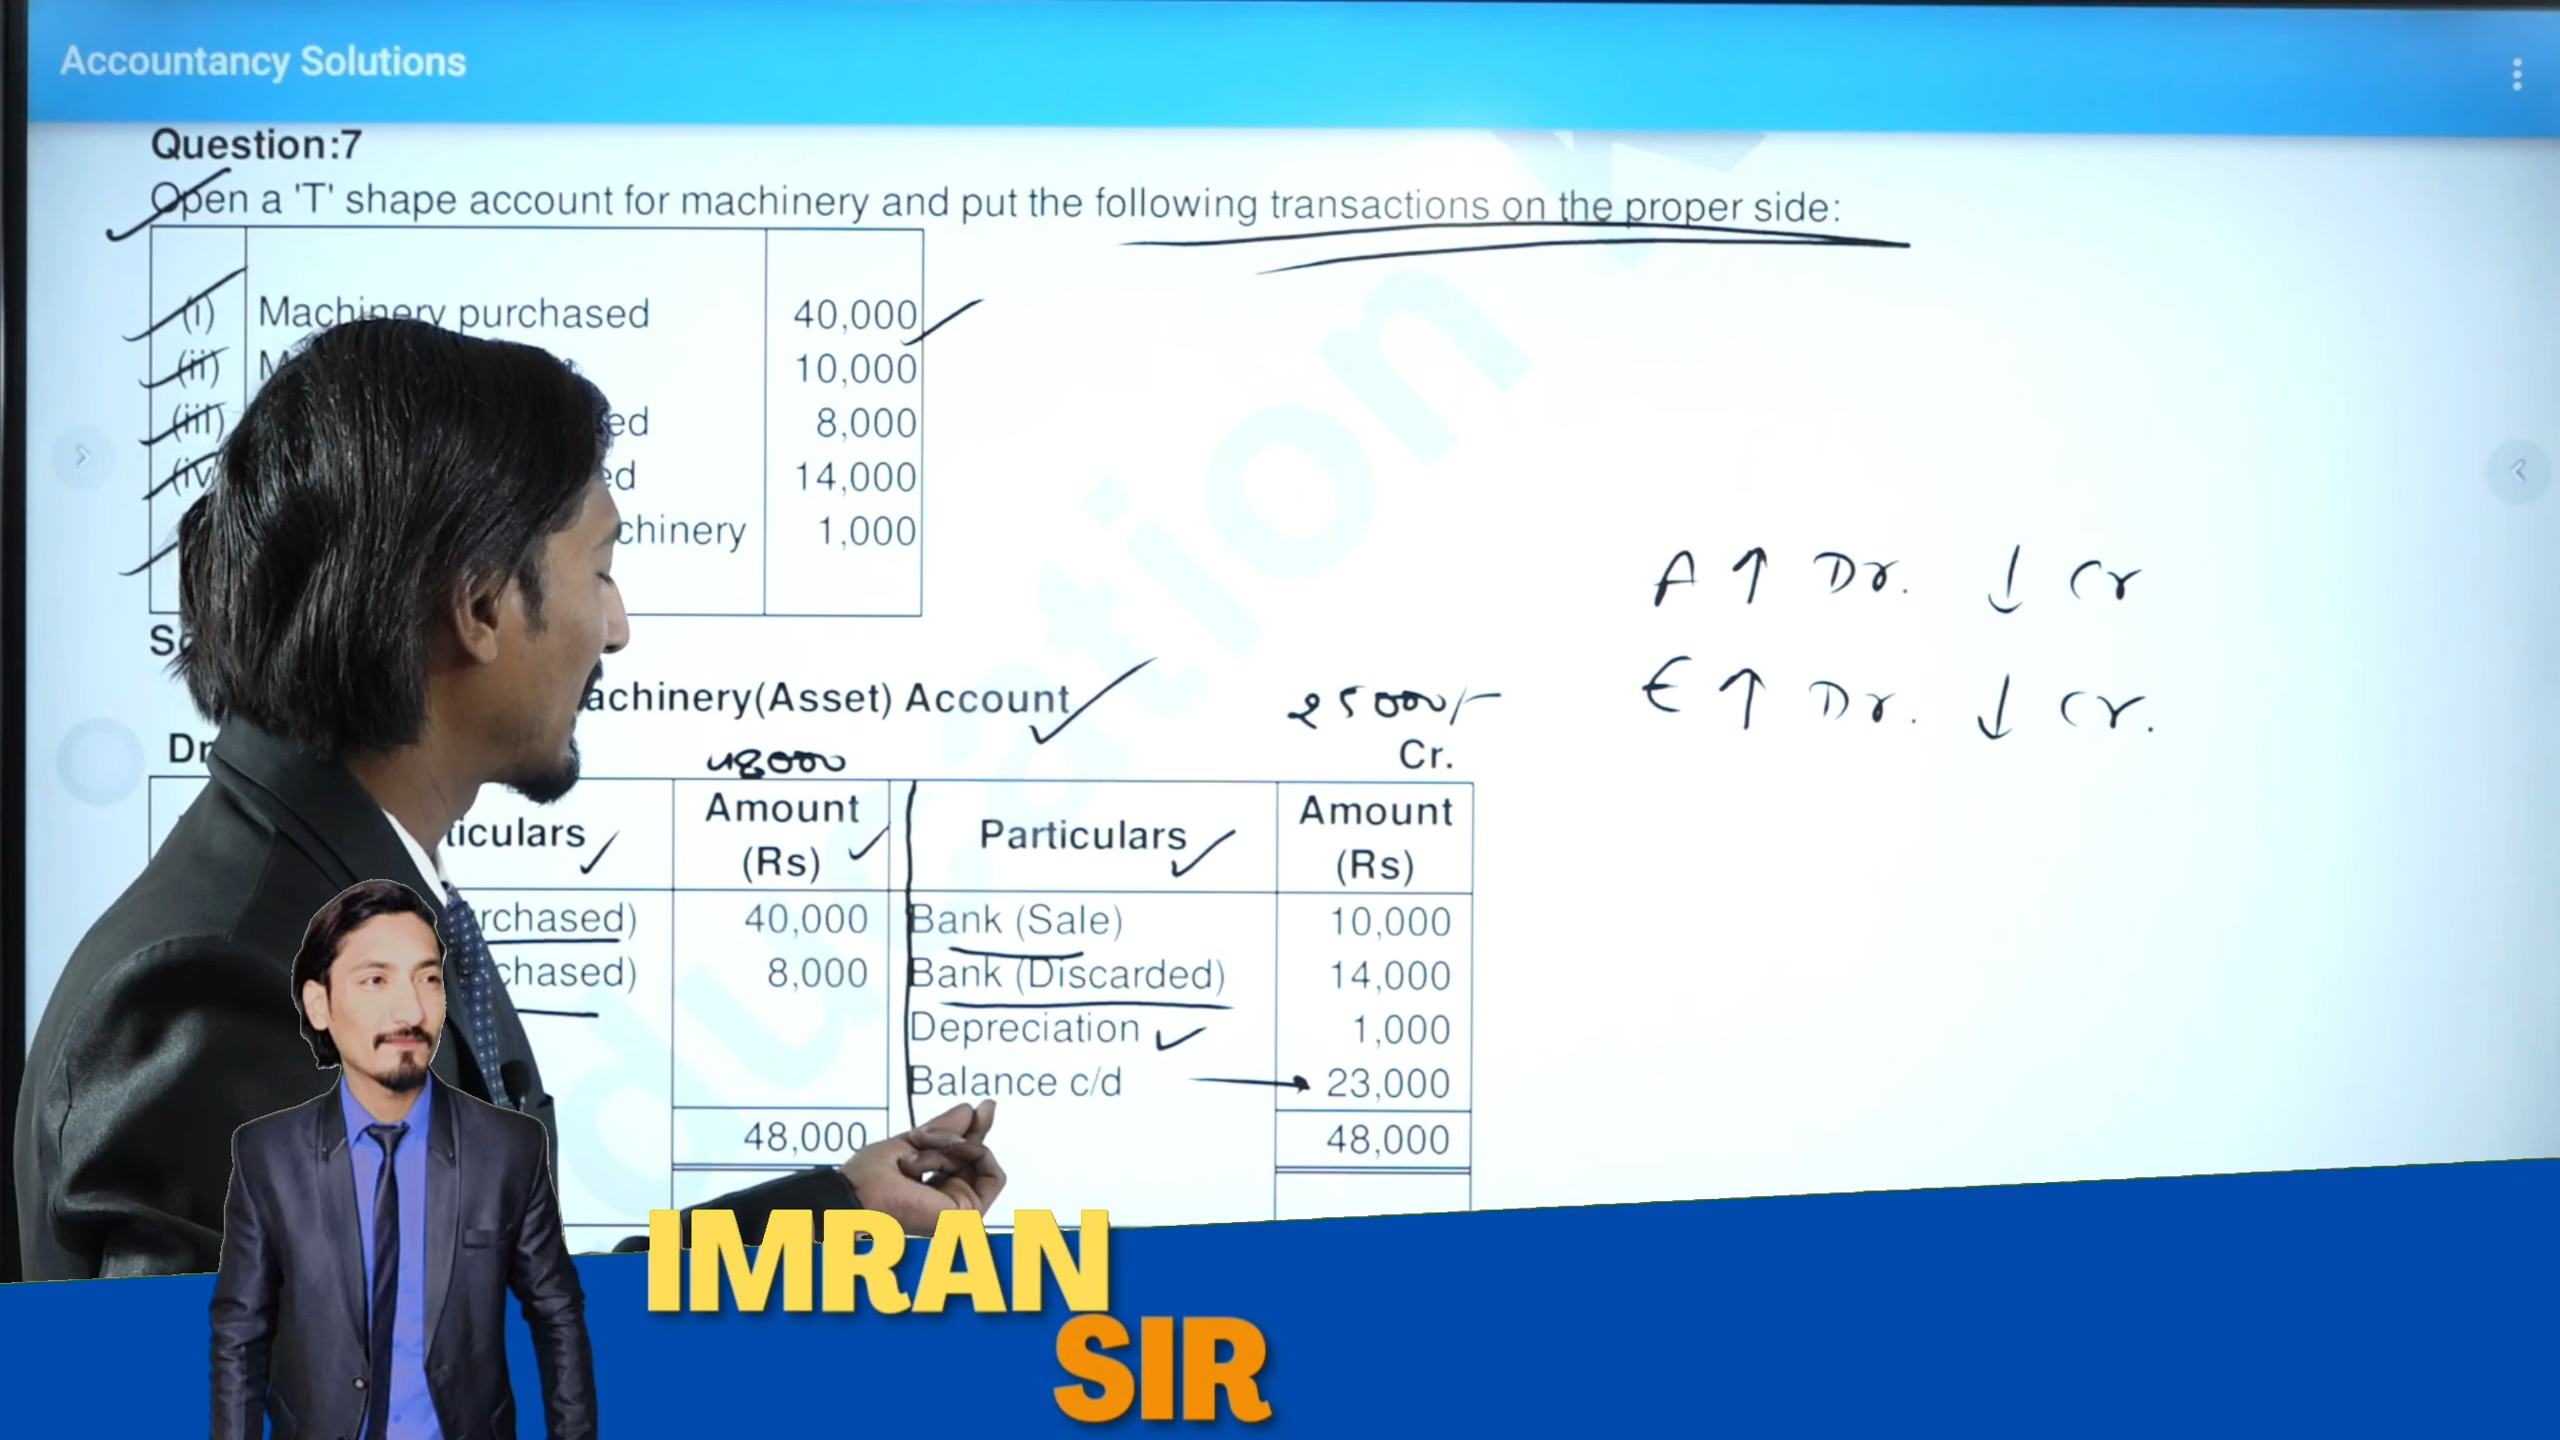 Accountancy Solutions
Question:7
Open a 'T' shape account for machinery and put the following transactions on the proper side:
(i) Machinery purchased 40,000
(ii) 10,000
(iii) 8,000
(iv 14,000
chinery 1,000
achinery(Asset) Account
25000/-
48000
Dr Cr.
ticulars Amount (Rs) Particulars Amount (Rs)
rchased) 40,000 Bank (Sale) 10,000
chased) 8,000 Bank (Discarded) 14,000
Depreciation 1,000
Balance c/d 23,000
48,000 48,000
A ↑ Dr. ↓ Cr
E ↑ Dr. ↓ Cr.
duration
IMRAN
SIR